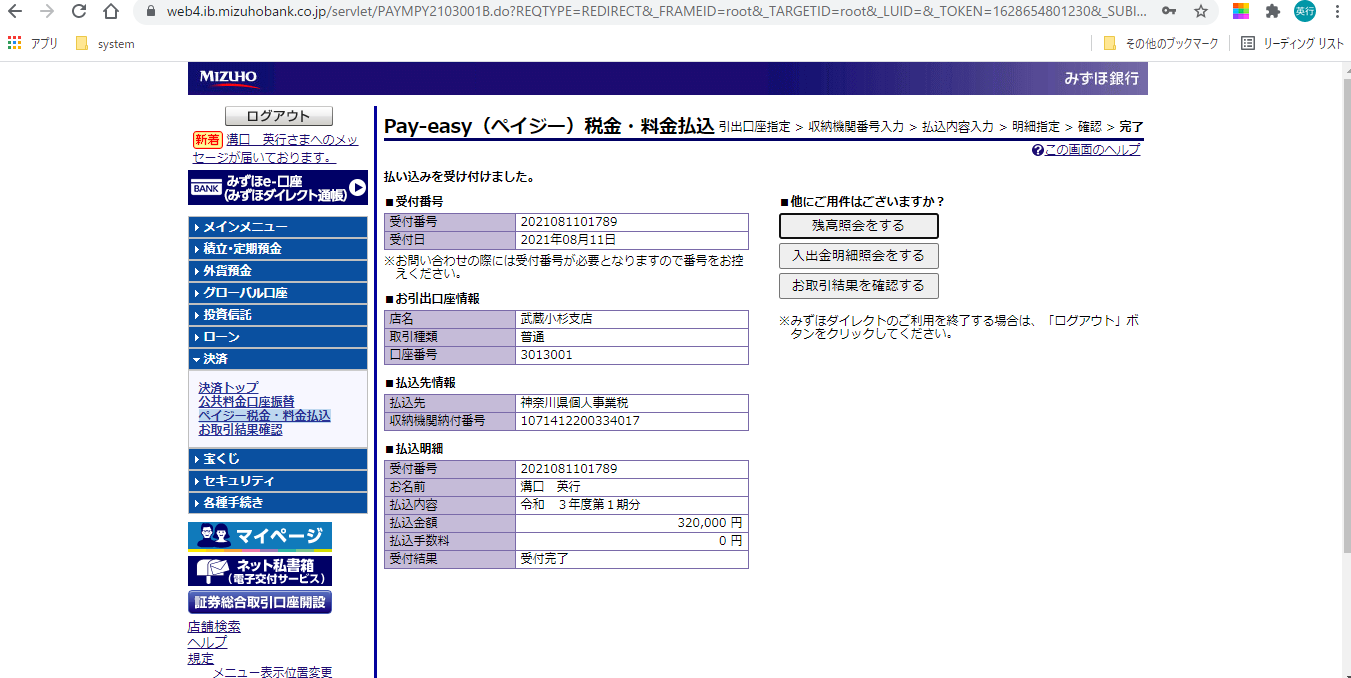 web4.ib.mizuhobank.co.jp/servlet/PAYMPY2103001B.do?REQTYPE=REDIRECT&_FRAMEID=root&_TARGETID=root&_LUID=&_TOKEN=1628654801230&_SUBI...
英行
アプリ
system
その他のブックマーク
リーディング リスト
MIZUHO
みずほ銀行
ログアウト
新着 溝口　英行さまへのメッ
セージが届いております。
BANK
みずほe-口座
(みずほダイレクト通帳)
メインメニュー
積立・定期預金
外貨預金
グローバル口座
投資信託
ローン
決済
決済トップ
公共料金口座振替
ペイジー税金・料金払込
お取引結果確認
宝くじ
セキュリティ
各種手続き
マイページ
ネット私書箱
(電子交付サービス)
証券総合取引口座開設
店舗検索
ヘルプ
規定
メニュー表示位置変更
Pay-easy（ペイジー）税金・料金払込 引出口座指定 > 収納機関番号入力 > 払込内容入力 > 明細指定 > 確認 > 完了
?この画面のヘルプ
払い込みを受け付けました。
■受付番号
受付番号 2021081101789
受付日 2021年08月11日
※お問い合わせの際には受付番号が必要となりますので番号をお控
えください。
■お引出口座情報
店名 武蔵小杉支店
取引種類 普通
口座番号 3013001
■払込先情報
払込先 神奈川県個人事業税
収納機関納付番号 1071412200334017
■払込明細
受付番号 2021081101789
お名前 溝口　英行
払込内容 令和　３年度第１期分
払込金額 320,000 円
払込手数料 0 円
受付結果 受付完了
■他にご用件はございますか？
残高照会をする
入出金明細照会をする
お取引結果を確認する
※みずほダイレクトのご利用を終了する場合は、「ログアウト」ボ
タンをクリックしてください。